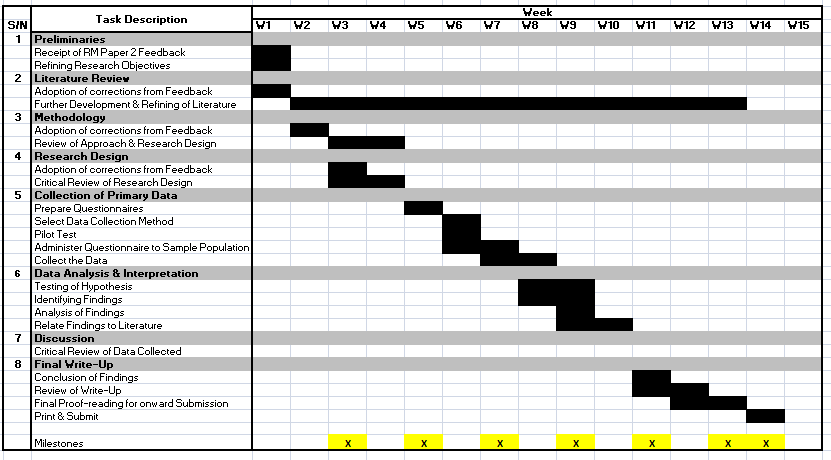 S/N Task Description Week
W1 W2 W3 W4 W5 W6 W7 W8 W9 W10 W11 W12 W13 W14 W15
1 Preliminaries
Receipt of RM Paper 2 Feedback
Refining Research Objectives
2 Literature Review
Adoption of corrections from Feedback
Further Development & Refining of Literature
3 Methodology
Adoption of corrections from Feedback
Review of Approach & Research Design
4 Research Design
Adoption of corrections from Feedback
Critical Review of Research Design
5 Collection of Primary Data
Prepare Questionnaires
Select Data Collection Method
Pilot Test
Administer Questionnaire to Sample Population
Collect the Data
6 Data Analysis & Interpretation
Testing of Hypothesis
Identifying Findings
Analysis of Findings
Relate Findings to Literature
7 Discussion
Critical Review of Data Collected
8 Final Write-Up
Conclusion of Findings
Review of Write-Up
Final Proof-reading for onward Submission
Print & Submit
Milestones X X X X X X X